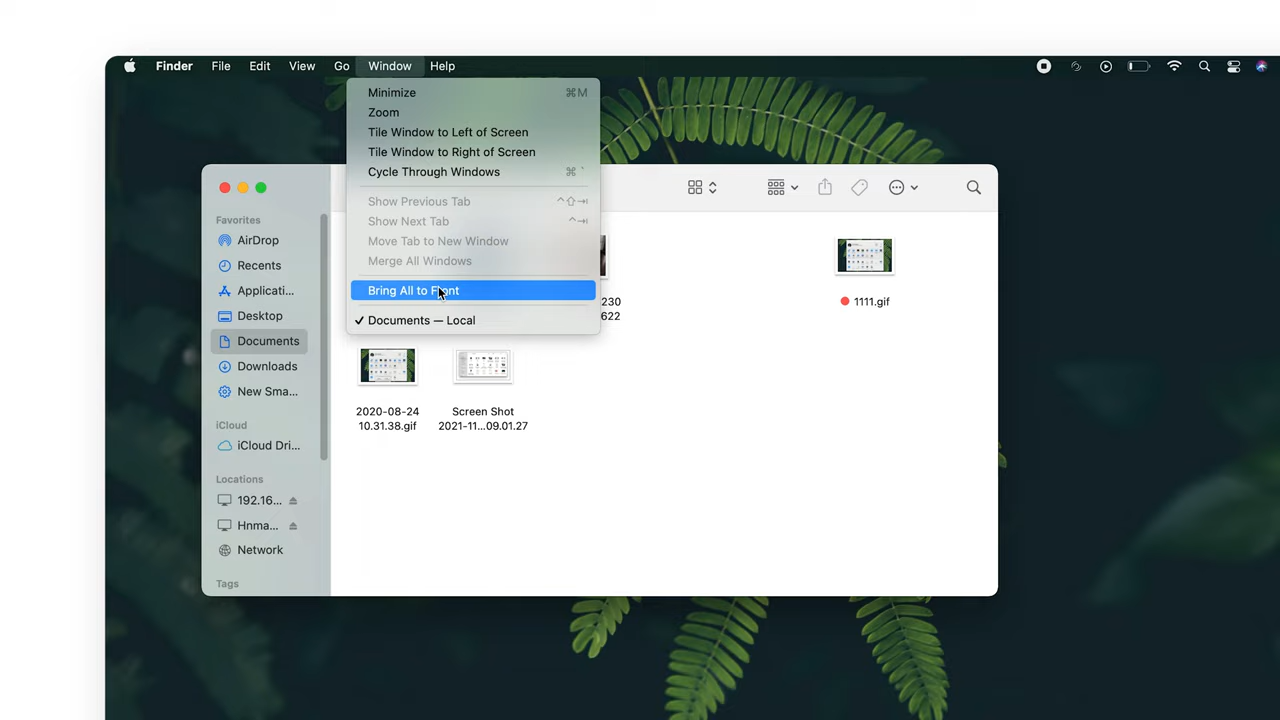 Finder File Edit View Go Window Help
Minimize ⌘M
Zoom
Tile Window to Left of Screen
Tile Window to Right of Screen
Cycle Through Windows ⌘`
Show Previous Tab ^⇧⇥
Show Next Tab ^⇥
Move Tab to New Window
Merge All Windows
Bring All to Front
✓ Documents — Local
Favorites
AirDrop
Recents
Applicati...
Desktop
Documents
Downloads
New Sma...
iCloud
iCloud Dri...
Locations
192.16...
Hnma...
Network
Tags
230
622
1111.gif
2020-08-24
10.31.38.gif
Screen Shot
2021-11...09.01.27